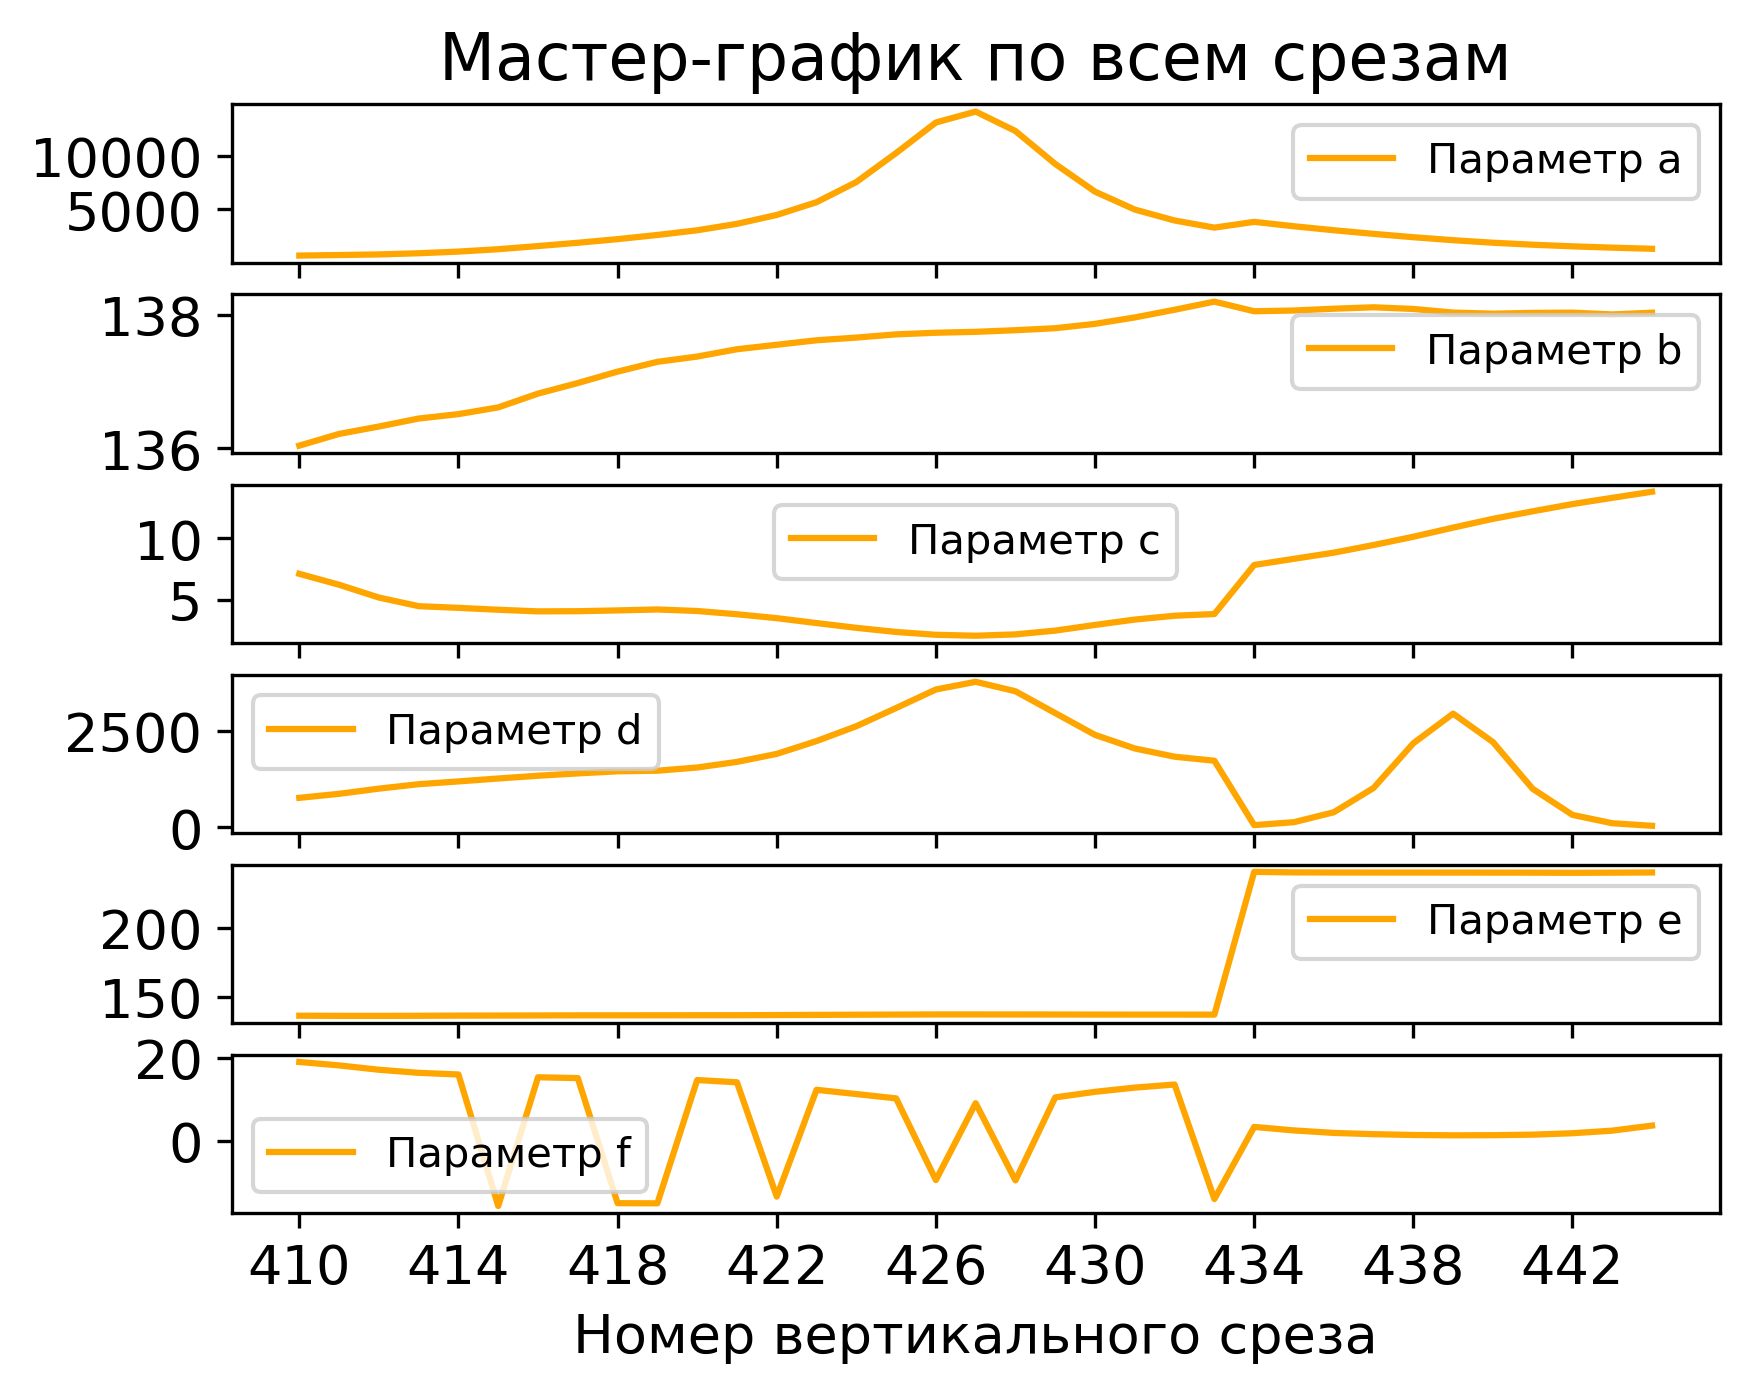 Мастер-график по всем срезам
10000
5000
Параметр a
138
136
Параметр b
10
5
Параметр c
2500
0
Параметр d
200
150
Параметр e
20
0
Параметр f
410 414 418 422 426 430 434 438 442
Номер вертикального среза